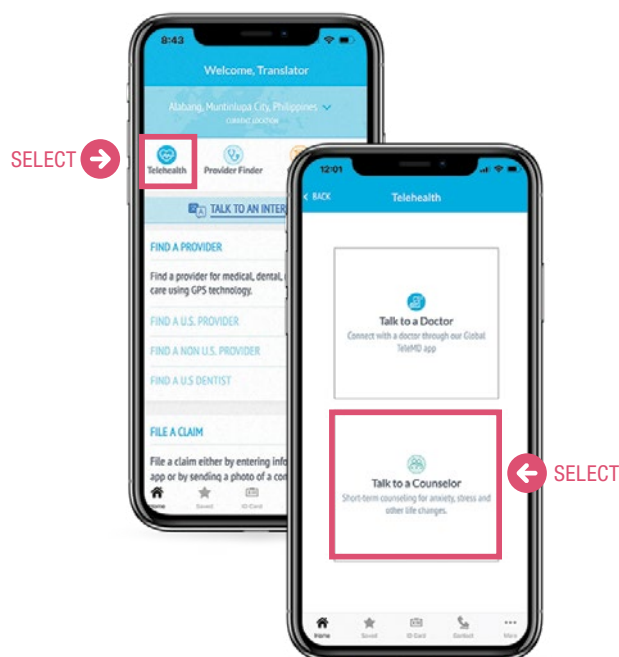 8:43
Welcome, Translator
Alabang, Muntinlupa City, Philippines
CURRENT LOCATION
SELECT
Telehealth
Provider Finder
TALK TO AN INTER
FIND A PROVIDER
Find a provider for medical, dental,
care using GPS technology.
FIND A U.S. PROVIDER
FIND A NON U.S. PROVIDER
FIND A U.S DENTIST
FILE A CLAIM
File a claim either by entering info
app or by sending a photo of a con
Home
Saved
ID Card
12:01
BACK
Telehealth
Talk to a Doctor
Connect with a doctor through our Global
TeleMD app
Talk to a Counselor
Short-term counseling for anxiety, stress and
other life changes.
SELECT
Home
Saved
ID Card
Contact
More